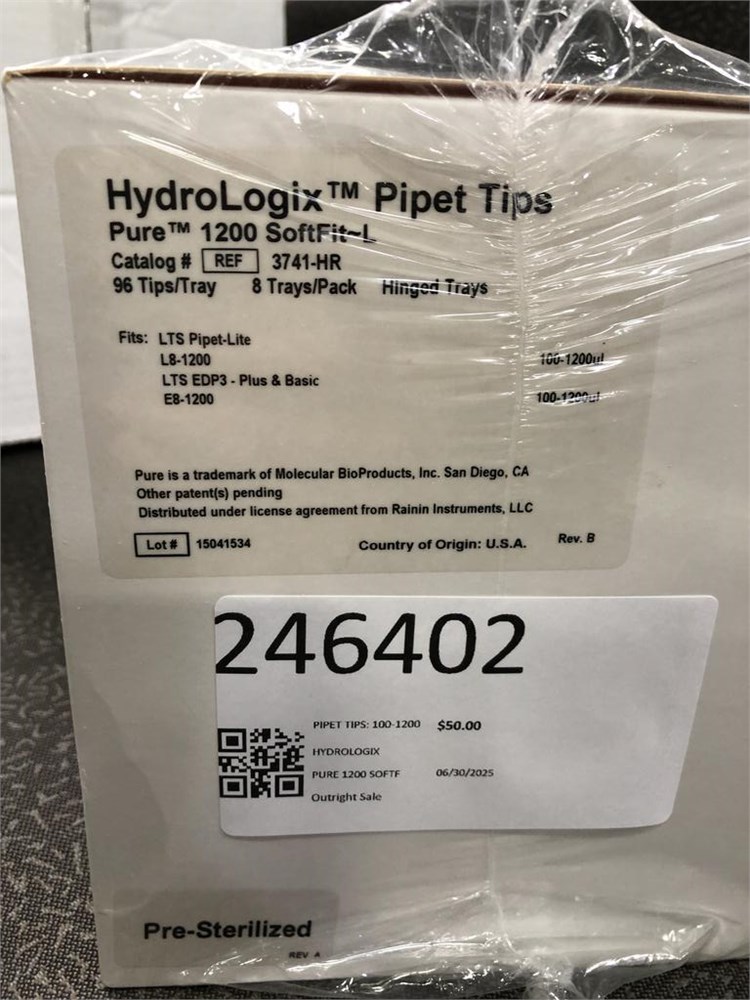 HydroLogix™ Pipet Tips
Pure™ 1200 SoftFit~L
Catalog # REF 3741-HR
96 Tips/Tray 8 Trays/Pack Hinged Trays
Fits: LTS Pipet-Lite
L8-1200 100-1200ul
LTS EDP3 - Plus & Basic
E8-1200 100-1200ul
Pure is a trademark of Molecular BioProducts, Inc. San Diego, CA
Other patent(s) pending
Distributed under license agreement from Rainin Instruments, LLC
Lot # 15041534 Country of Origin: U.S.A. Rev. B
246402
PIPET TIPS: 100-1200 $50.00
HYDROLOGIX
PURE 1200 SOFTF 06/30/2025
Outright Sale
Pre-Sterilized
REV A